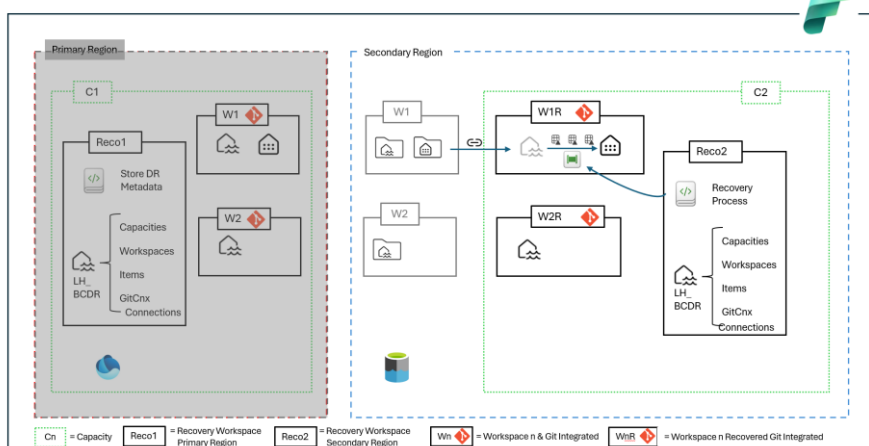 Primary Region
C1
W1
Reco1
Store DR
Metadata
Capacities
Workspaces
Items
GitCnx
Connections
LH_
BCDR
W2
Secondary Region
W1
W2
C2
W1R
W2R
Reco2
Recovery
Process
Capacities
Workspaces
Items
GitCnx
Connections
LH_
BCDR
Cn = Capacity
Reco1 = Recovery Workspace
Primary Region
Reco2 = Recovery Workspace
Secondary Region
Wn = Workspace n & Git Integrated
WnR = Workspace n Recovered Git Integrated